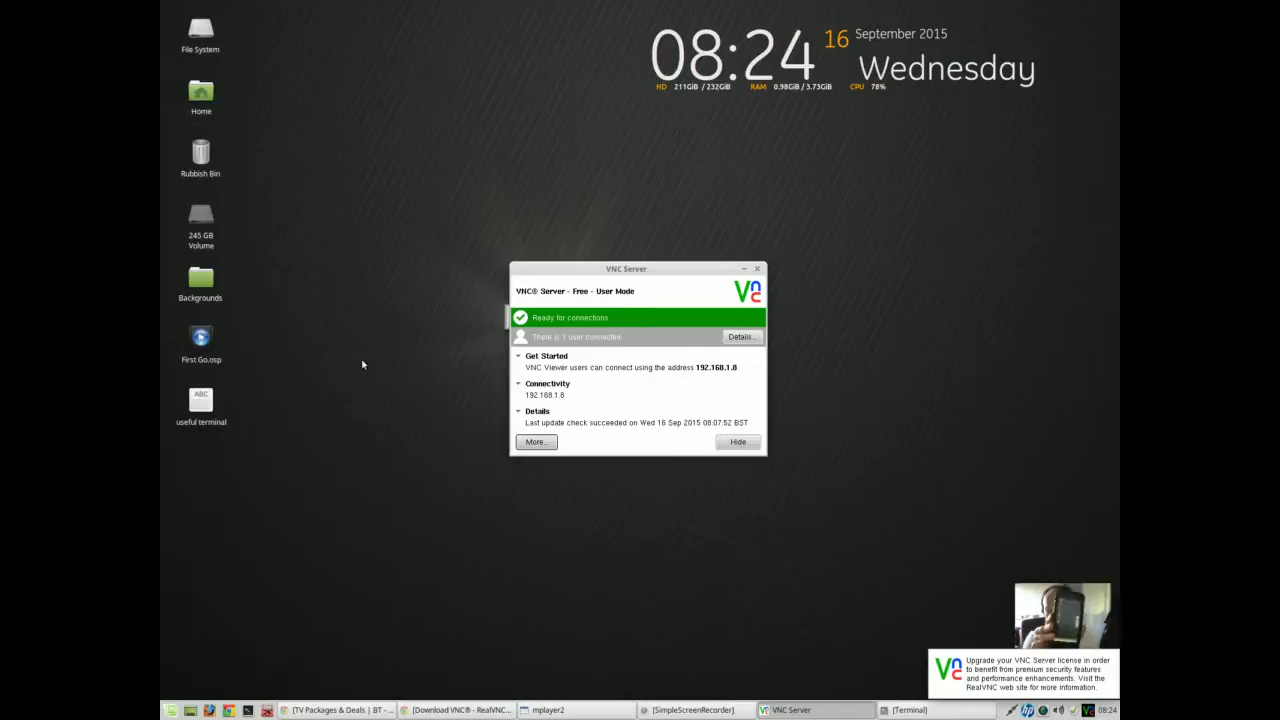 File System
Home
Rubbish Bin
245 GB
Volume
Backgrounds
First Go.osp
ABC
useful terminal
08:24
16 September 2015
Wednesday
HD 211GiB / 232GiB RAM 0.98GiB / 3.73GiB CPU 78%
VNC Server
VNC® Server - Free - User Mode
Vnc
Ready for connections
There is 1 user connected
Details...
Get Started
VNC Viewer users can connect using the address 192.168.1.8
Connectivity
192.168.1.8
Details
Last update check succeeded on Wed 16 Sep 2015 08:07:52 BST
More...
Hide
Vnc
Upgrade your VNC Server license in order
to benefit from premium security features
and performance enhancements. Visit the
RealVNC web site for more information.
[TV Packages & Deals | BT - ...
[Download VNC® - RealVNC...
mplayer2
[SimpleScreenRecorder]
VNC Server
[Terminal]
08:24